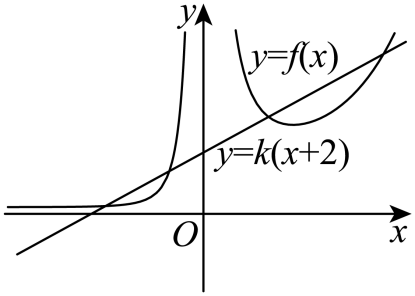 y
y=f(x)
y=k(x+2)
O
x